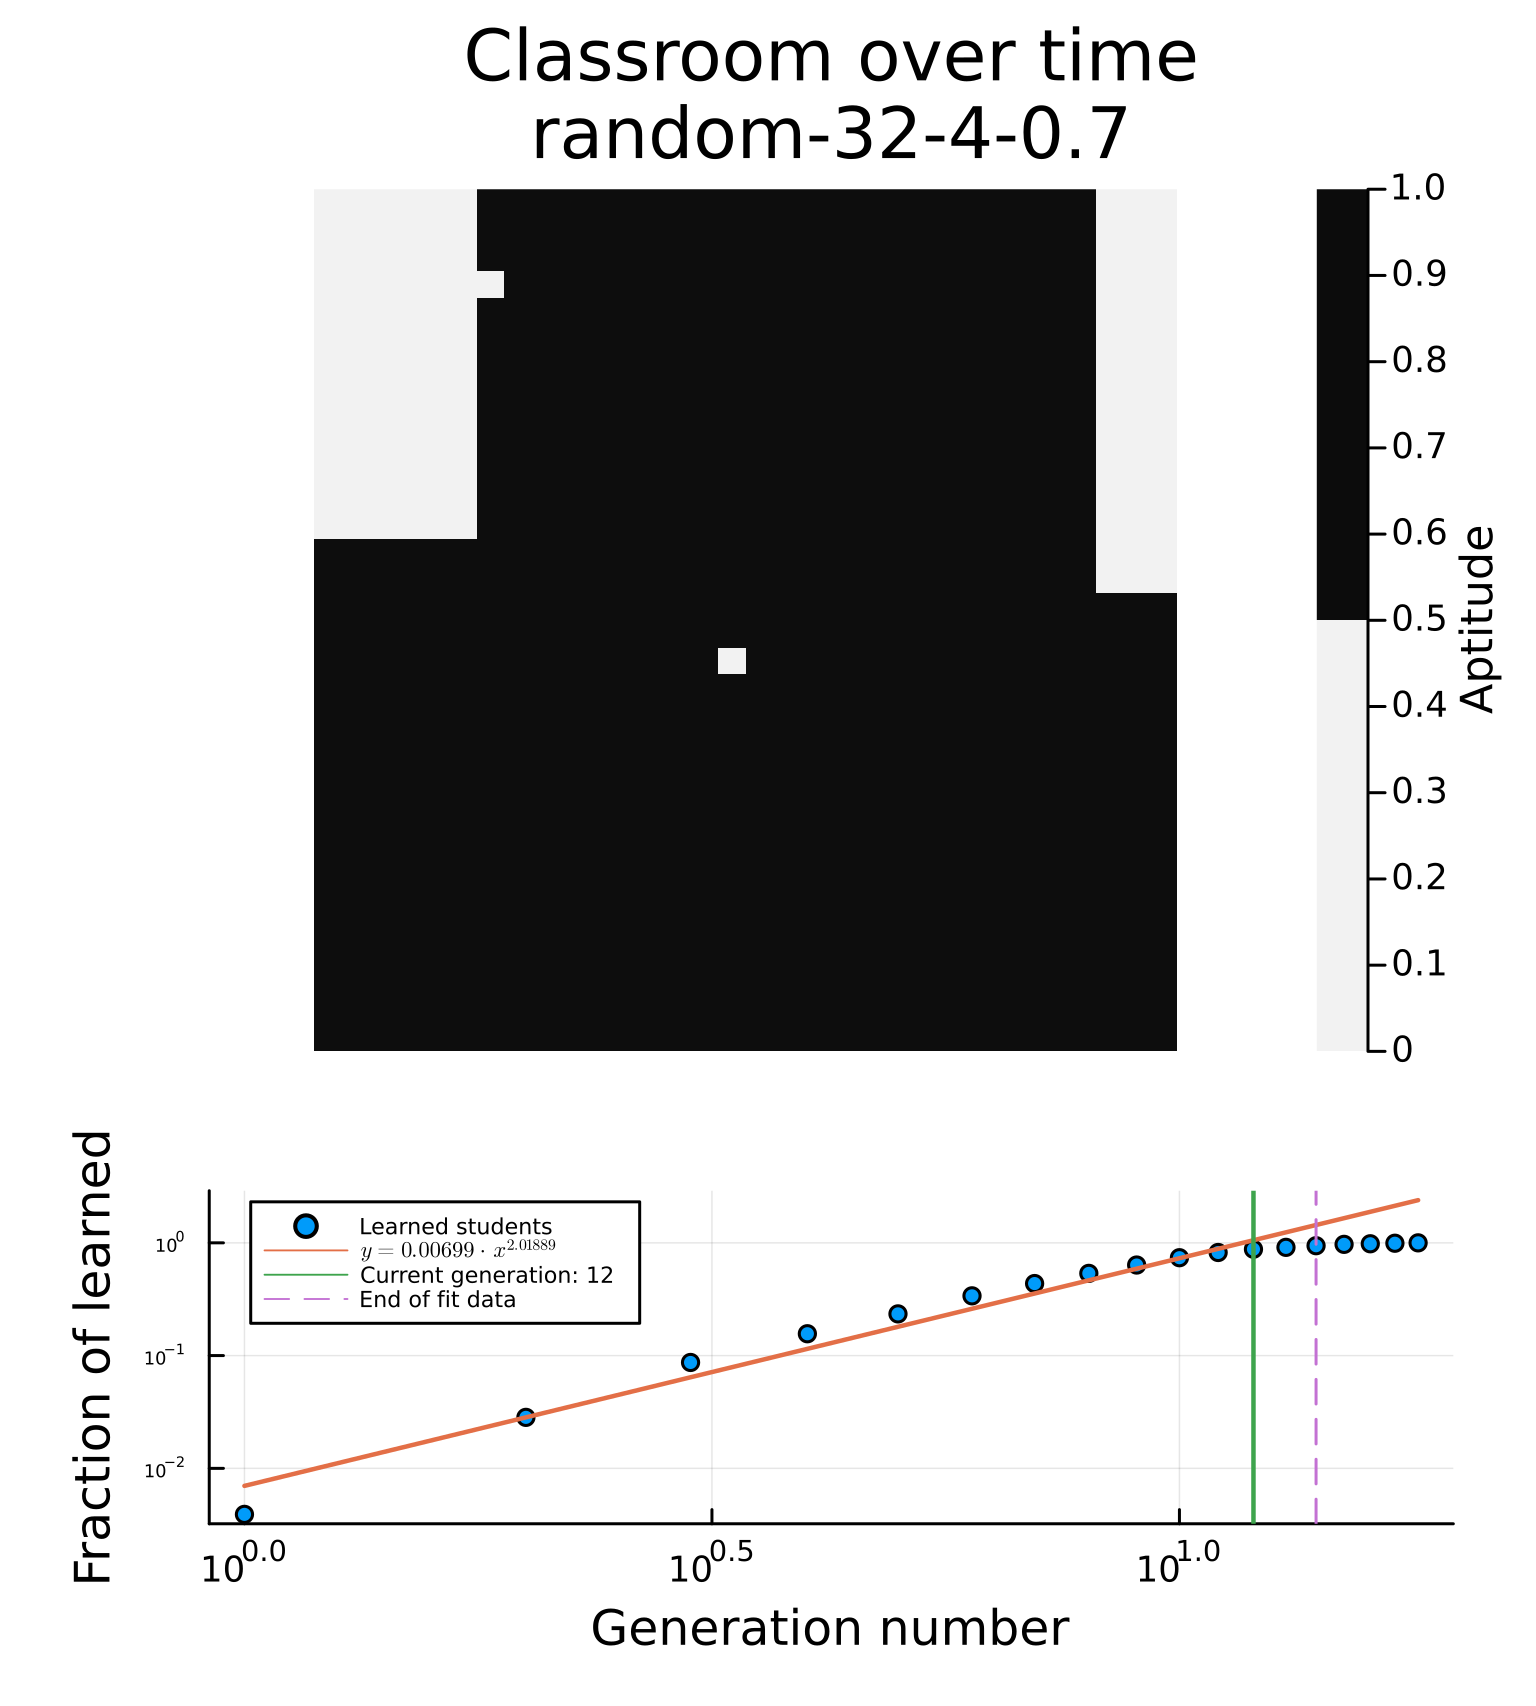 Classroom over time
random-32-4-0.7
1.0
0.9
0.8
0.7
0.6
0.5
0.4
0.3
0.2
0.1
0
Aptitude
Fraction of learned
10⁰
10⁻¹
10⁻²
Learned students
y = 0.00699 · x^2.01889
Current generation: 12
End of fit data
10^0.0
10^0.5
10^1.0
Generation number